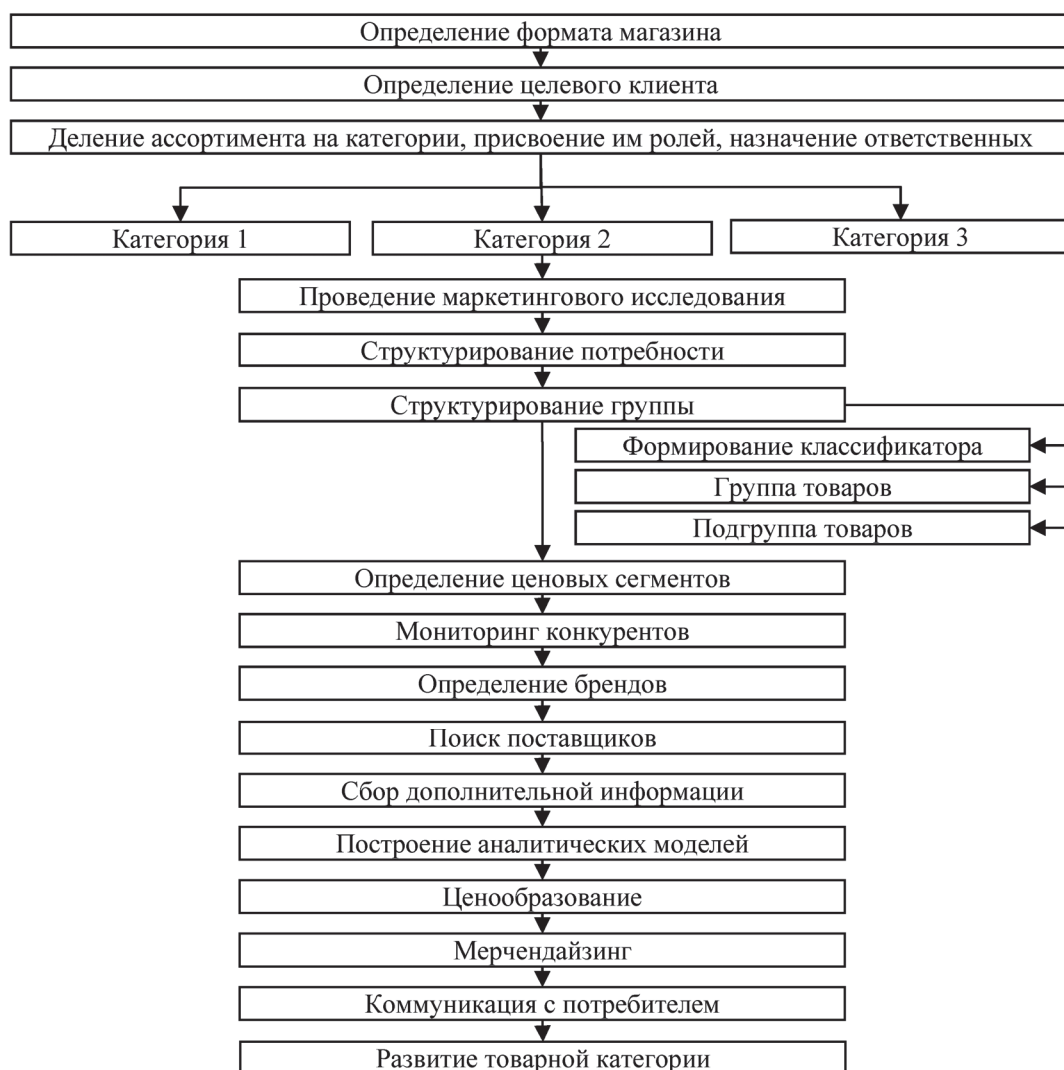 Определение формата магазина
Определение целевого клиента
Деление ассортимента на категории, присвоение им ролей, назначение ответственных
Категория 1
Категория 2
Категория 3
Проведение маркетингового исследования
Структурирование потребности
Структурирование группы
Формирование классификатора
Группа товаров
Подгруппа товаров
Определение ценовых сегментов
Мониторинг конкурентов
Определение брендов
Поиск поставщиков
Сбор дополнительной информации
Построение аналитических моделей
Ценообразование
Мерчендайзинг
Коммуникация с потребителем
Развитие товарной категории